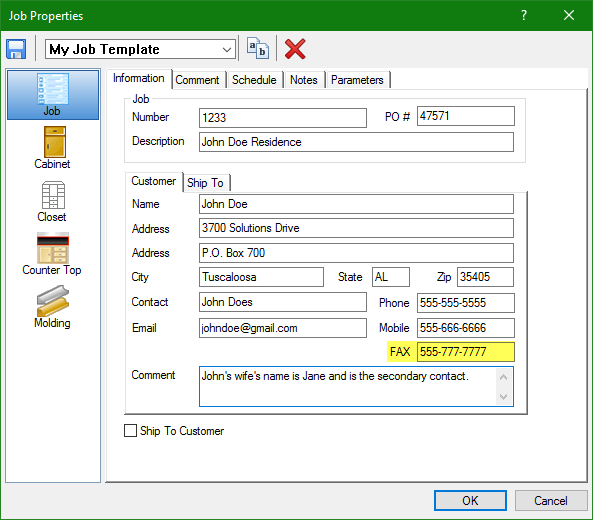 Job Properties
?
My Job Template
a b
Job
Cabinet
Closet
Counter Top
Molding
Information Comment Schedule Notes Parameters
Job
Number 1233 PO # 47571
Description John Doe Residence
Customer Ship To
Name John Doe
Address 3700 Solutions Drive
Address P.O. Box 700
City Tuscaloosa State AL Zip 35405
Contact John Does Phone 555-555-5555
Email johndoe@gmail.com Mobile 555-666-6666
FAX 555-777-7777
Comment John's wife's name is Jane and is the secondary contact.
Ship To Customer
OK Cancel